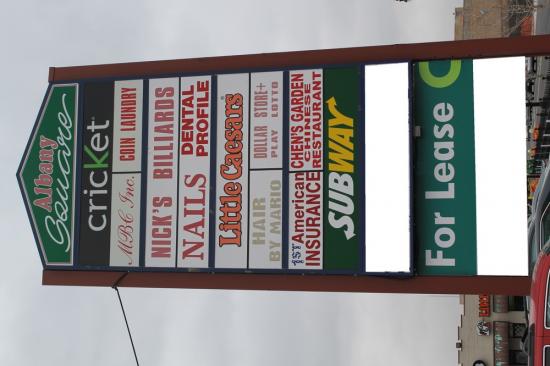 Albany
Square
cricket
MBC Inc.
COIN LAUNDRY
NICK'S BILLIARDS
NAILS
DENTAL
PROFILE
Little Caesars
HAIR
BY MARIO
DOLLAR STORE+
PLAY LOTTO
1ST American
INSURANCE
CHEN'S GARDEN
CHINESE
RESTAURANT
SUBWAY
For Lease